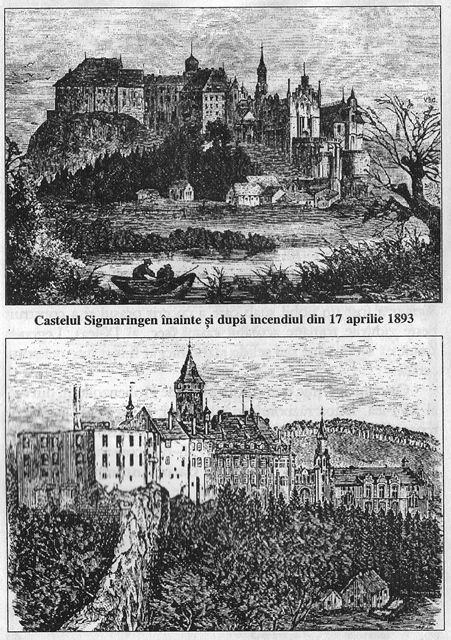 Castelul Sigmaringen înainte și după incendiul din 17 aprilie 1893